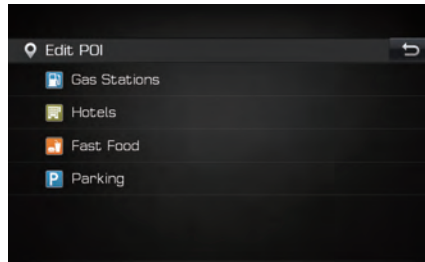 Edit POI
Gas Stations
Hotels
Fast Food
P Parking